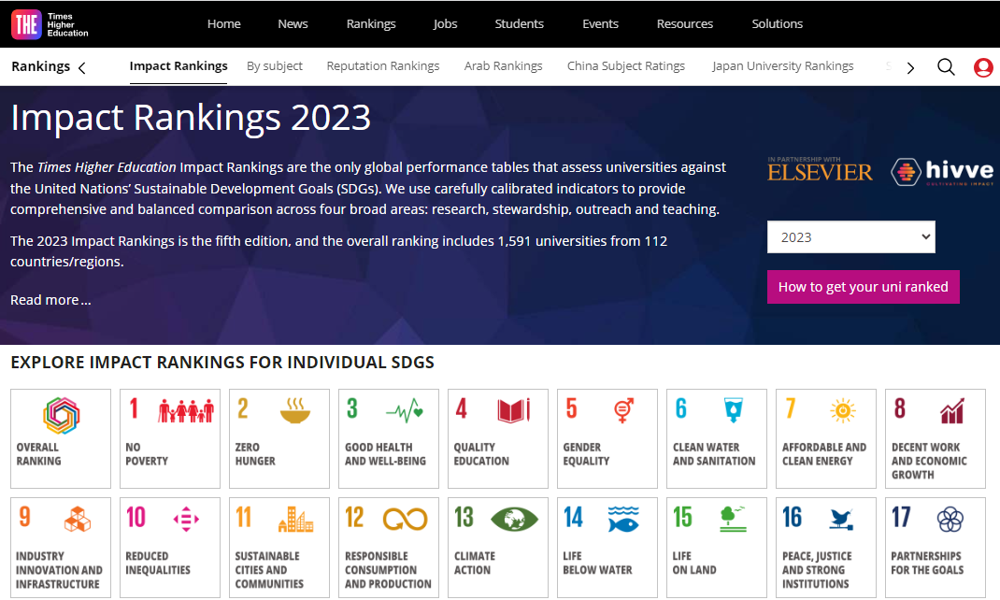 THE Times
Higher
Education
Home News Rankings Jobs Students Events Resources Solutions
Rankings Impact Rankings By subject Reputation Rankings Arab Rankings China Subject Ratings Japan University Rankings S
Impact Rankings 2023
The Times Higher Education Impact Rankings are the only global performance tables that assess universities against
the United Nations’ Sustainable Development Goals (SDGs). We use carefully calibrated indicators to provide
comprehensive and balanced comparison across four broad areas: research, stewardship, outreach and teaching.
The 2023 Impact Rankings is the fifth edition, and the overall ranking includes 1,591 universities from 112
countries/regions.
Read more...
IN PARTNERSHIP WITH
ELSEVIER
hivve
CULTIVATING IMPACT
2023
How to get your uni ranked
EXPLORE IMPACT RANKINGS FOR INDIVIDUAL SDGS
OVERALL
RANKING
1
NO
POVERTY
2
ZERO
HUNGER
3
GOOD HEALTH
AND WELL-BEING
4
QUALITY
EDUCATION
5
GENDER
EQUALITY
6
CLEAN WATER
AND SANITATION
7
AFFORDABLE AND
CLEAN ENERGY
8
DECENT WORK
AND ECONOMIC
GROWTH
9
INDUSTRY
INNOVATION AND
INFRASTRUCTURE
10
REDUCED
INEQUALITIES
11
SUSTAINABLE
CITIES AND
COMMUNITIES
12
RESPONSIBLE
CONSUMPTION
AND PRODUCTION
13
CLIMATE
ACTION
14
LIFE
BELOW WATER
15
LIFE
ON LAND
16
PEACE, JUSTICE
AND STRONG
INSTITUTIONS
17
PARTNERSHIPS
FOR THE GOALS